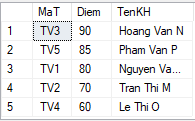 MaT Diem TenKH
1 TV3 90 Hoang Van N
2 TV5 85 Pham Van P
3 TV1 80 Nguyen Va...
4 TV2 70 Tran Thi M
5 TV4 60 Le Thi O